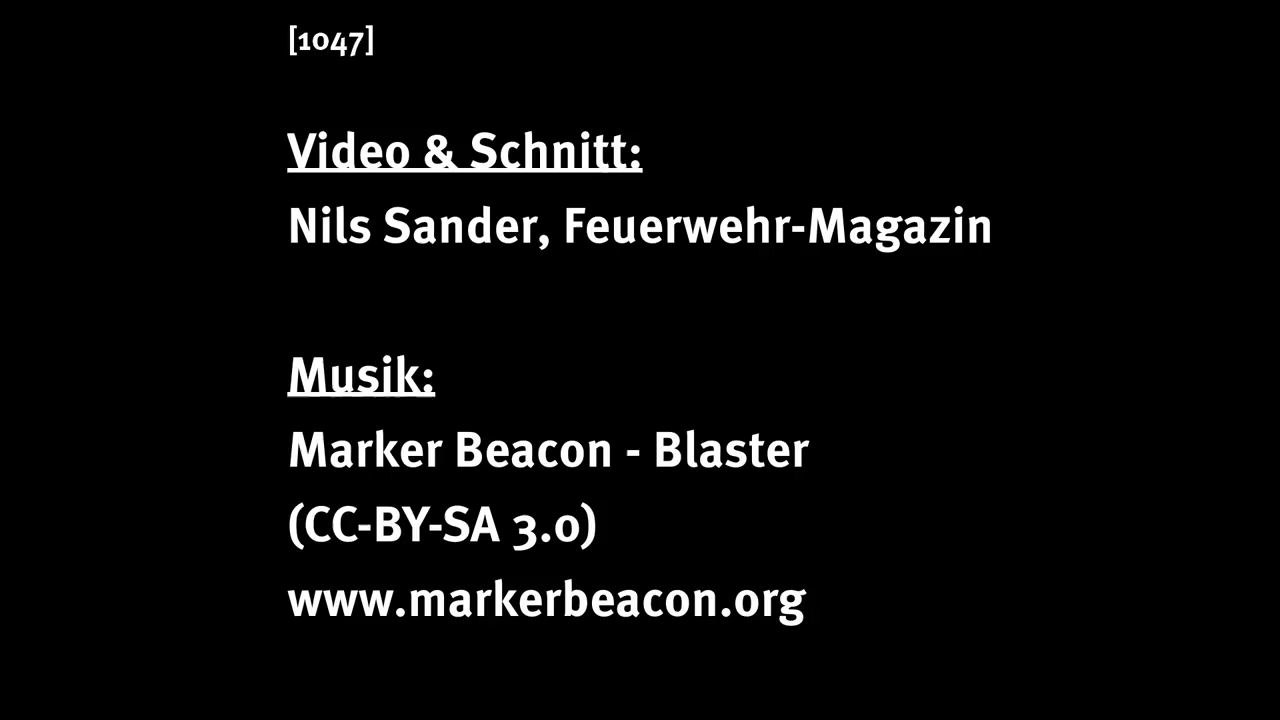 [1047]
Video & Schnitt:
Nils Sander, Feuerwehr-Magazin
Musik:
Marker Beacon - Blaster
(CC-BY-SA 3.0)
www.markerbeacon.org